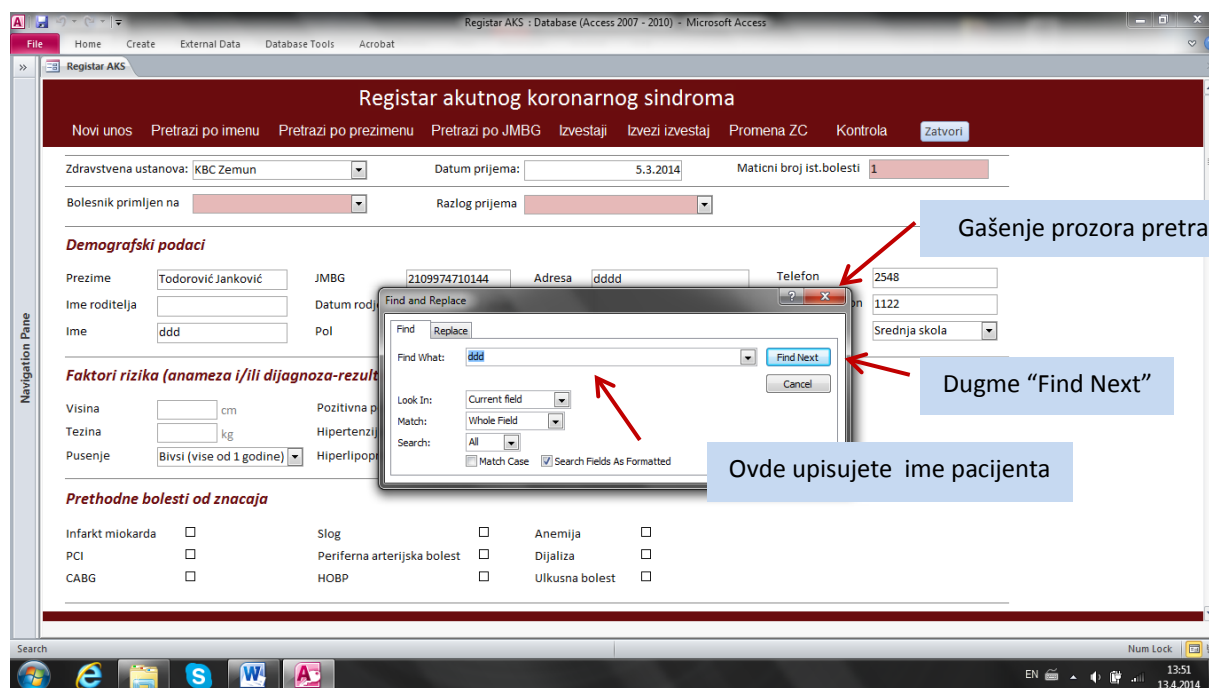 Registar AKS : Database (Access 2007 - 2010) - Microsoft Access
File Home Create External Data Database Tools Acrobat
Registar AKS
Registar akutnog koronarnog sindroma
Novi unos Pretrazi po imenu Pretrazi po prezimenu Pretrazi po JMBG Izvestaji Izvezi izvestaj Promena ZC Kontrola Zatvori
Zdravstvena ustanova: KBC Zemun Datum prijema: 5.3.2014 Maticni broj ist.bolesti 1
Bolesnik primljen na Razlog prijema
Gašenje prozora pretra
Demografski podaci
Prezime Todorović Janković JMBG 2109974710144 Adresa dddd Telefon 2548
Ime roditelja Datum rodj on 1122
Ime ddd Pol Srednja skola
Find and Replace
Find Replace
Find What: ddd Find Next
Cancel
Look In: Current field
Match: Whole Field
Search: All
Match Case Search Fields As Formatted
Dugme “Find Next”
Ovde upisujete ime pacijenta
Faktori rizika (anameza i/ili dijagnoza-rezult
Visina cm Pozitivna p
Tezina kg Hipertenzij
Pusenje Bivsi (vise od 1 godine) Hiperlipopr
Prethodne bolesti od znacaja
Infarkt miokarda Slog Anemija
PCI Periferna arterijska bolest Dijaliza
CABG HOBP Ulkusna bolest
Navigation Pane
Search Num Lock
EN 13:51
13.4.2014